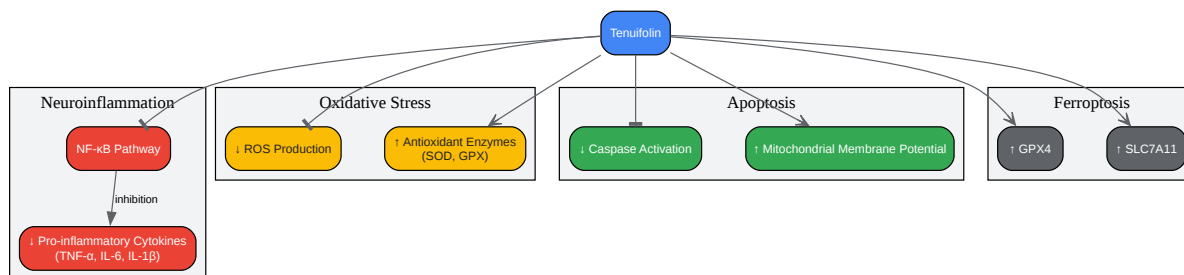 Tenuifolin
Neuroinflammation
Oxidative Stress
Apoptosis
Ferroptosis
NF-κB Pathway
↓ ROS Production
↑ Antioxidant Enzymes
(SOD, GPX)
↓ Caspase Activation
↑ Mitochondrial Membrane Potential
↑ GPX4
↑ SLC7A11
inhibition
↓ Pro-inflammatory Cytokines
(TNF-α, IL-6, IL-1β)